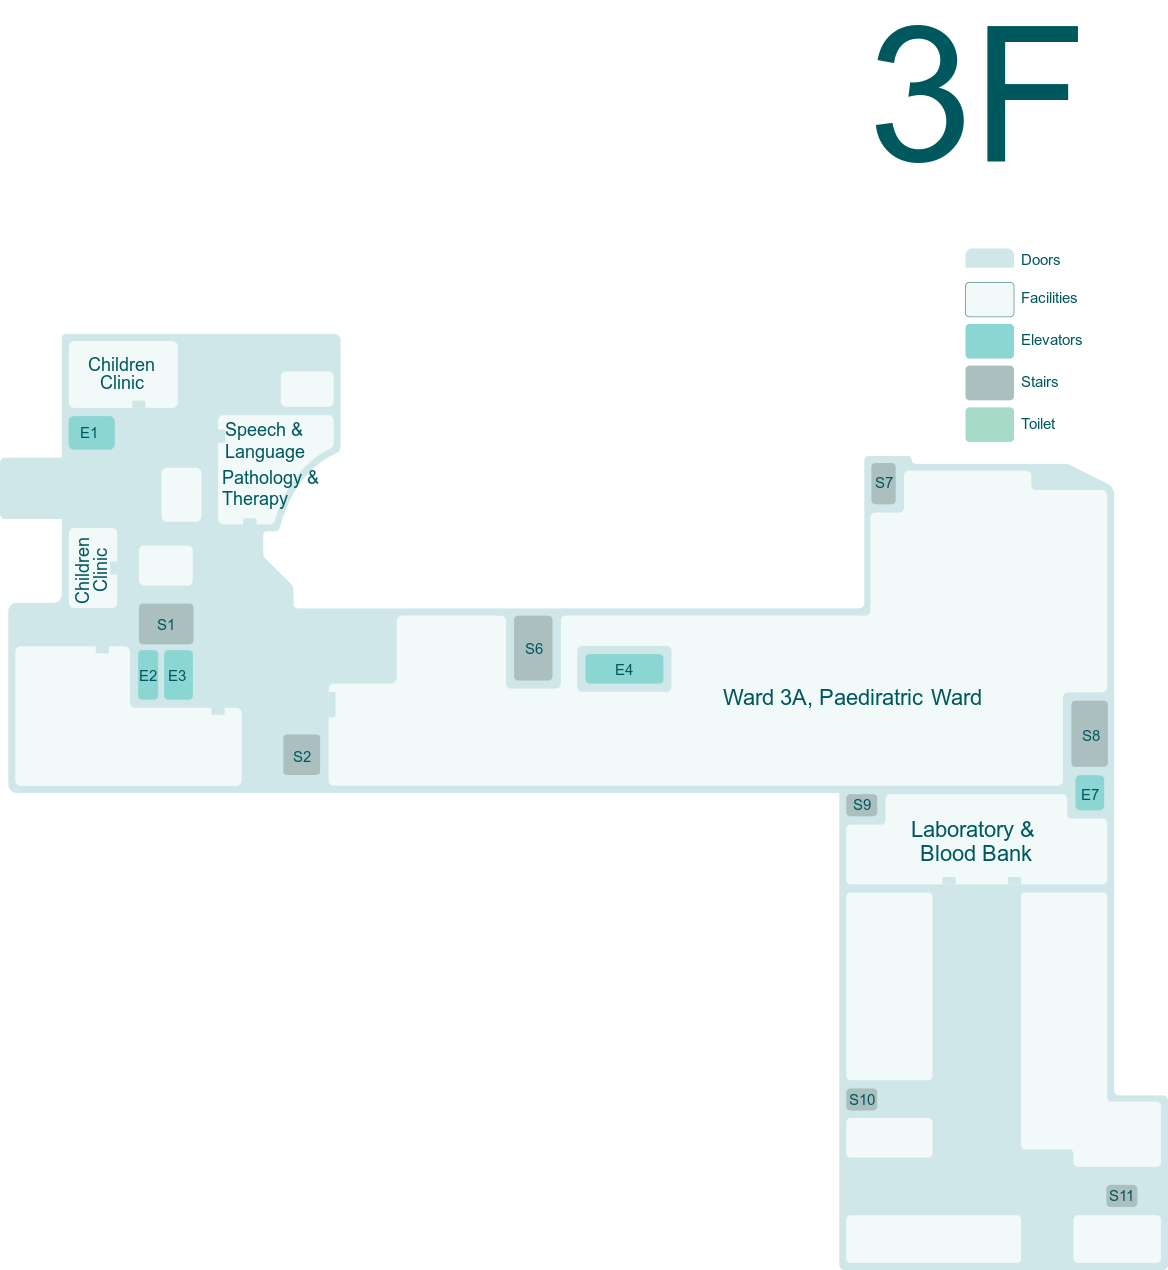 3F
Doors
Facilities
Elevators
Stairs
Toilet
Children
Clinic
E1
Speech &
Language
Pathology &
Therapy
Children
Clinic
S1
E2
E3
S2
S6
E4
S7
Ward 3A, Paediratric Ward
S8
E7
S9
Laboratory &
Blood Bank
S10
S11